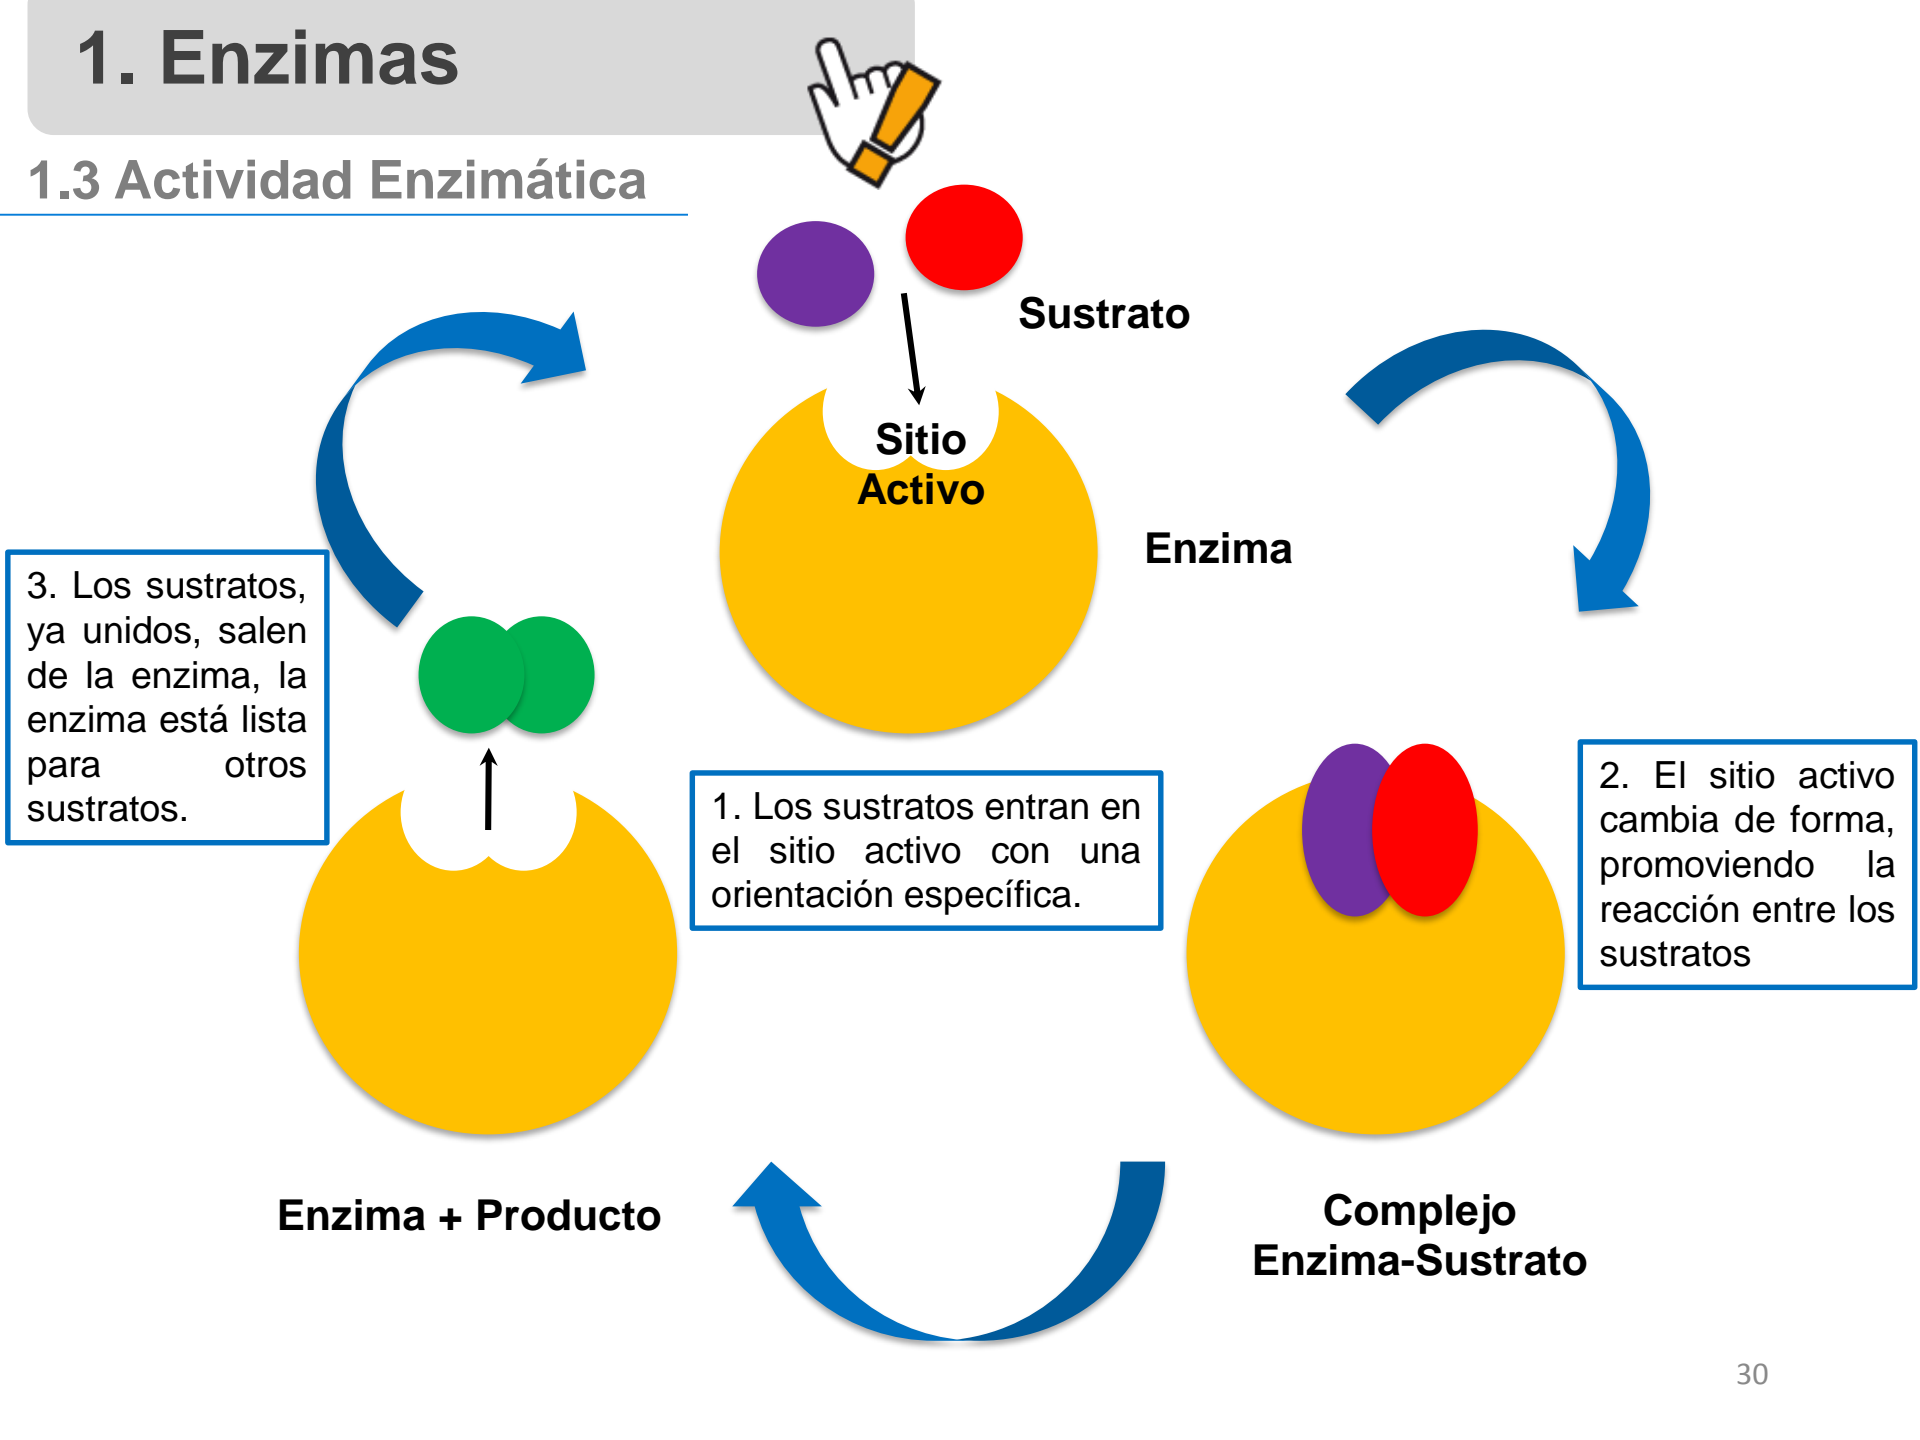 1. Enzimas
1.3 Actividad Enzimática
Sustrato
Sitio
Activo
Enzima
3. Los sustratos,
ya unidos, salen
de la enzima, la
enzima está lista
para otros
sustratos.
1. Los sustratos entran en
el sitio activo con una
orientación específica.
2. El sitio activo
cambia de forma,
promoviendo la
reacción entre los
sustratos
Enzima + Producto
Complejo
Enzima-Sustrato
30